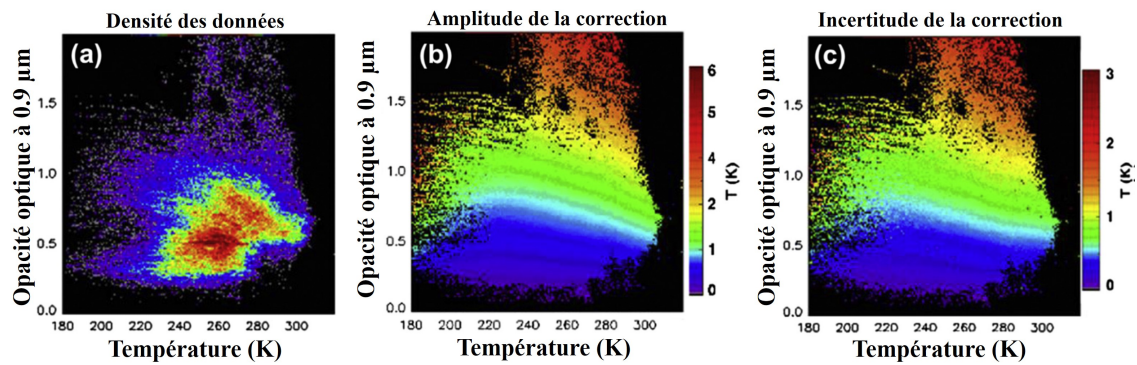 Densité des données
(a)
Opacité optique à 0.9 µm
1.5
1.0
0.5
0.0
180 200 220 240 260 280 300
Température (K)
Amplitude de la correction
(b)
Opacité optique à 0.9 µm
1.5
1.0
0.5
0.0
180 200 220 240 260 280 300
Température (K)
6
5
4
3
2
1
0
T (K)
Incertitude de la correction
(c)
Opacité optique à 0.9 µm
1.5
1.0
0.5
0.0
180 200 220 240 260 280 300
Température (K)
3
2
1
0
T (K)